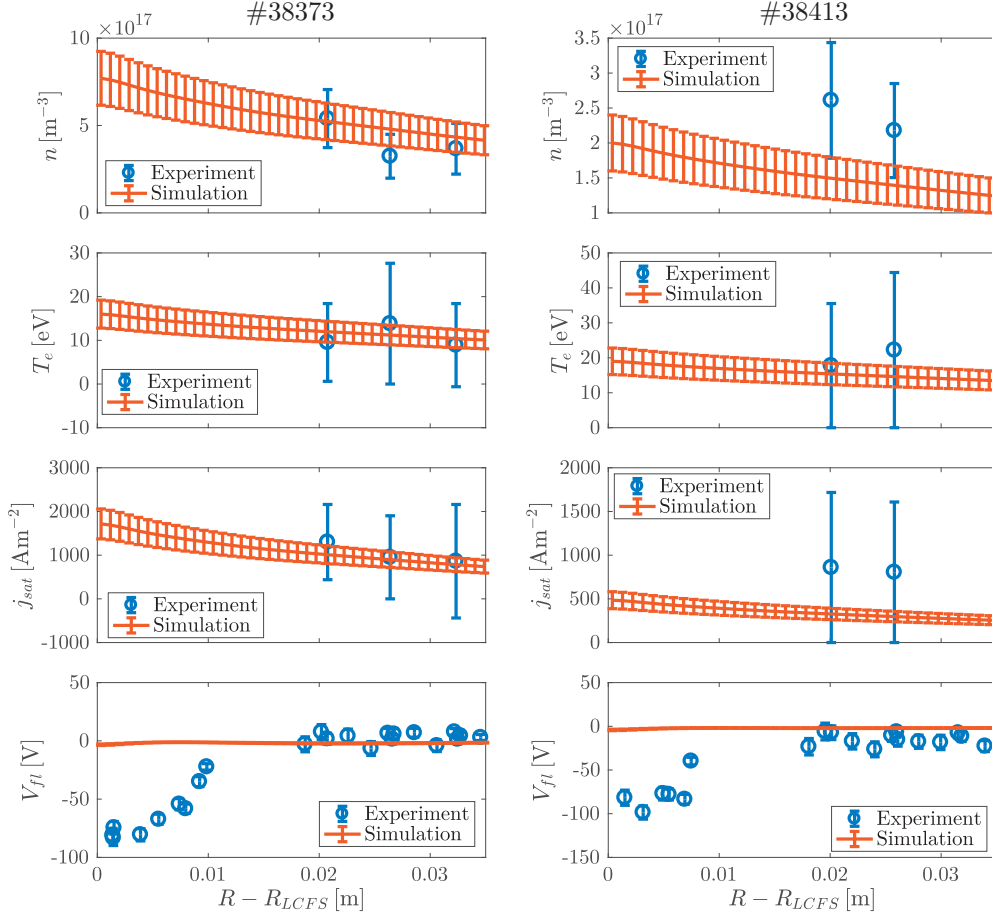 #38373
×10^17
10
5
0
n [m^−3]
Experiment
Simulation
30
20
10
0
-10
T_e [eV]
Experiment
Simulation
3000
2000
1000
0
-1000
j_sat [Am^−2]
Experiment
Simulation
50
0
-50
-100
V_fl [V]
Experiment
Simulation
0
0.01
0.02
0.03
R − R_LCFS [m]
#38413
×10^17
3.5
3
2.5
2
1.5
1
n [m^−3]
Experiment
Simulation
50
40
30
20
10
0
T_e [eV]
Experiment
Simulation
2000
1500
1000
500
0
j_sat [Am^−2]
Experiment
Simulation
50
0
-50
-100
-150
V_fl [V]
Experiment
Simulation
0
0.01
0.02
0.03
R − R_LCFS [m]